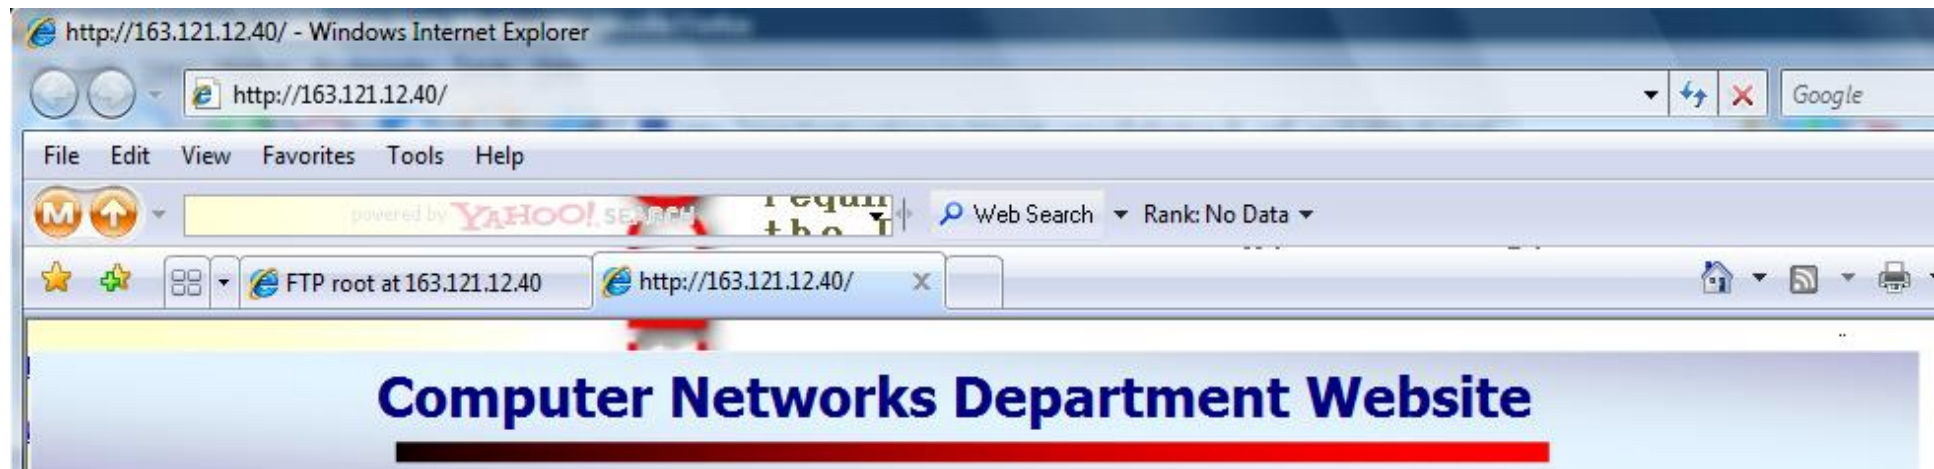 http://163.121.12.40/ - Windows Internet Explorer
http://163.121.12.40/
Google
File Edit View Favorites Tools Help
powered by YAHOO! SEARCH Web Search Rank: No Data
FTP root at 163.121.12.40 http://163.121.12.40/
Computer Networks Department Website